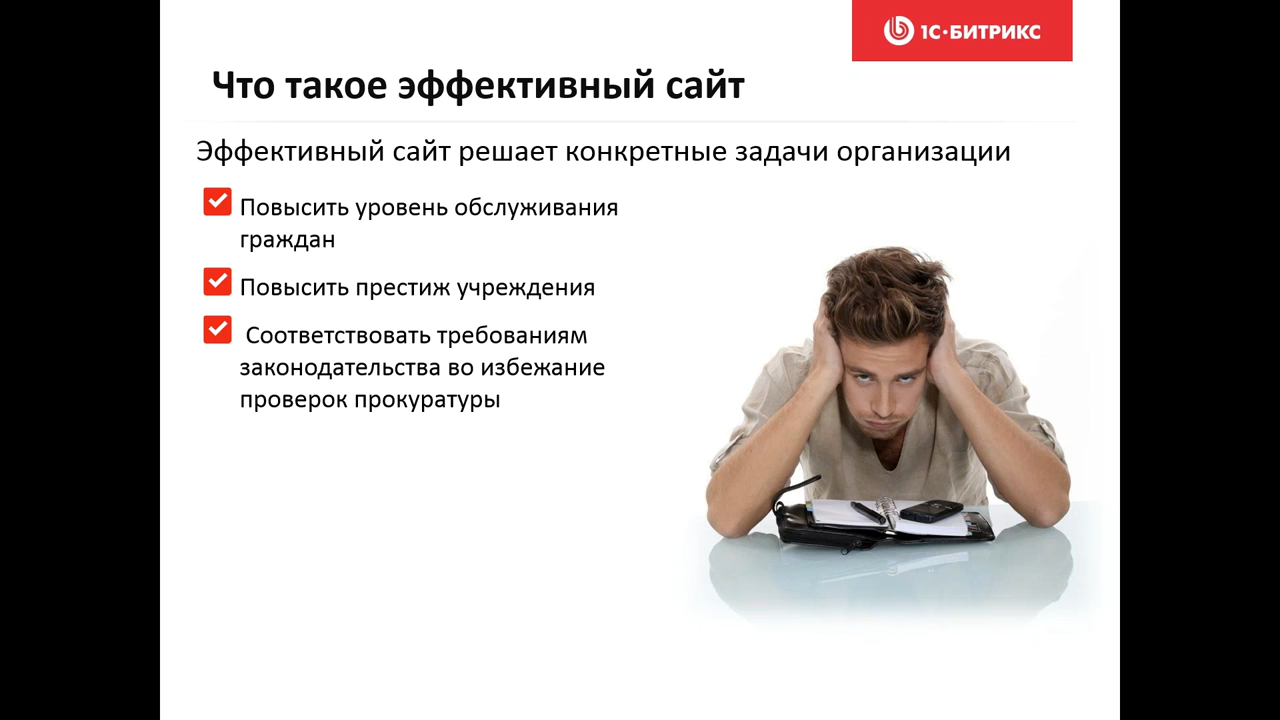 1С·БИТРИКС
Что такое эффективный сайт
Эффективный сайт решает конкретные задачи организации
Повысить уровень обслуживания
граждан
Повысить престиж учреждения
Соответствовать требованиям
законодательства во избежание
проверок прокуратуры